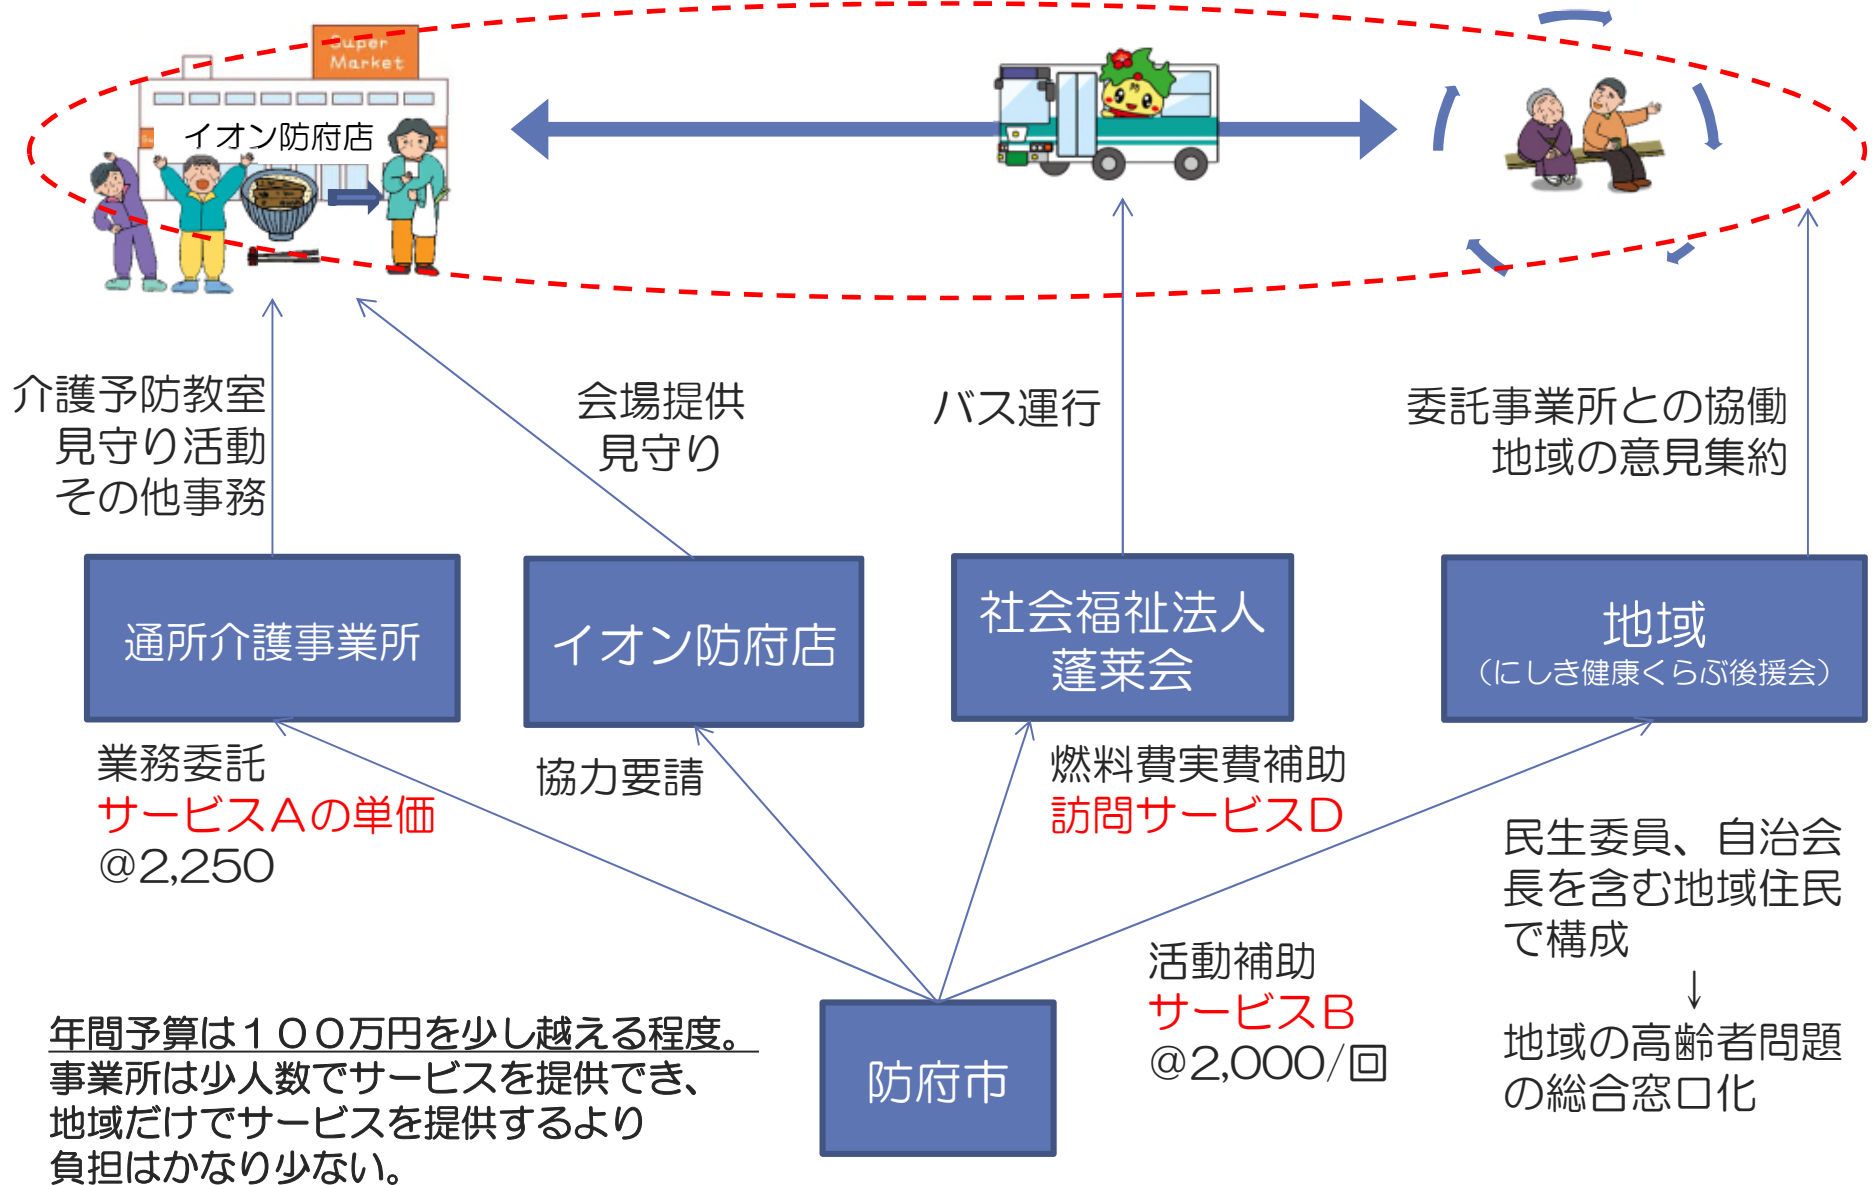 Super
Market
イオン防府店
介護予防教室
見守り活動
その他事務
会場提供
見守り
バス運行
委託事業所との協働
地域の意見集約
通所介護事業所
イオン防府店
社会福祉法人
蓬莱会
地域
（にしき健康くらぶ後援会）
業務委託
サービスAの単価
@2,250
協力要請
燃料費実費補助
訪問サービスD
民生委員、自治会
長を含む地域住民
で構成
↓
地域の高齢者問題
の総合窓口化
活動補助
サービスB
@2,000/回
防府市
年間予算は１００万円を少し越える程度。
事業所は少人数でサービスを提供でき、
地域だけでサービスを提供するより
負担はかなり少ない。